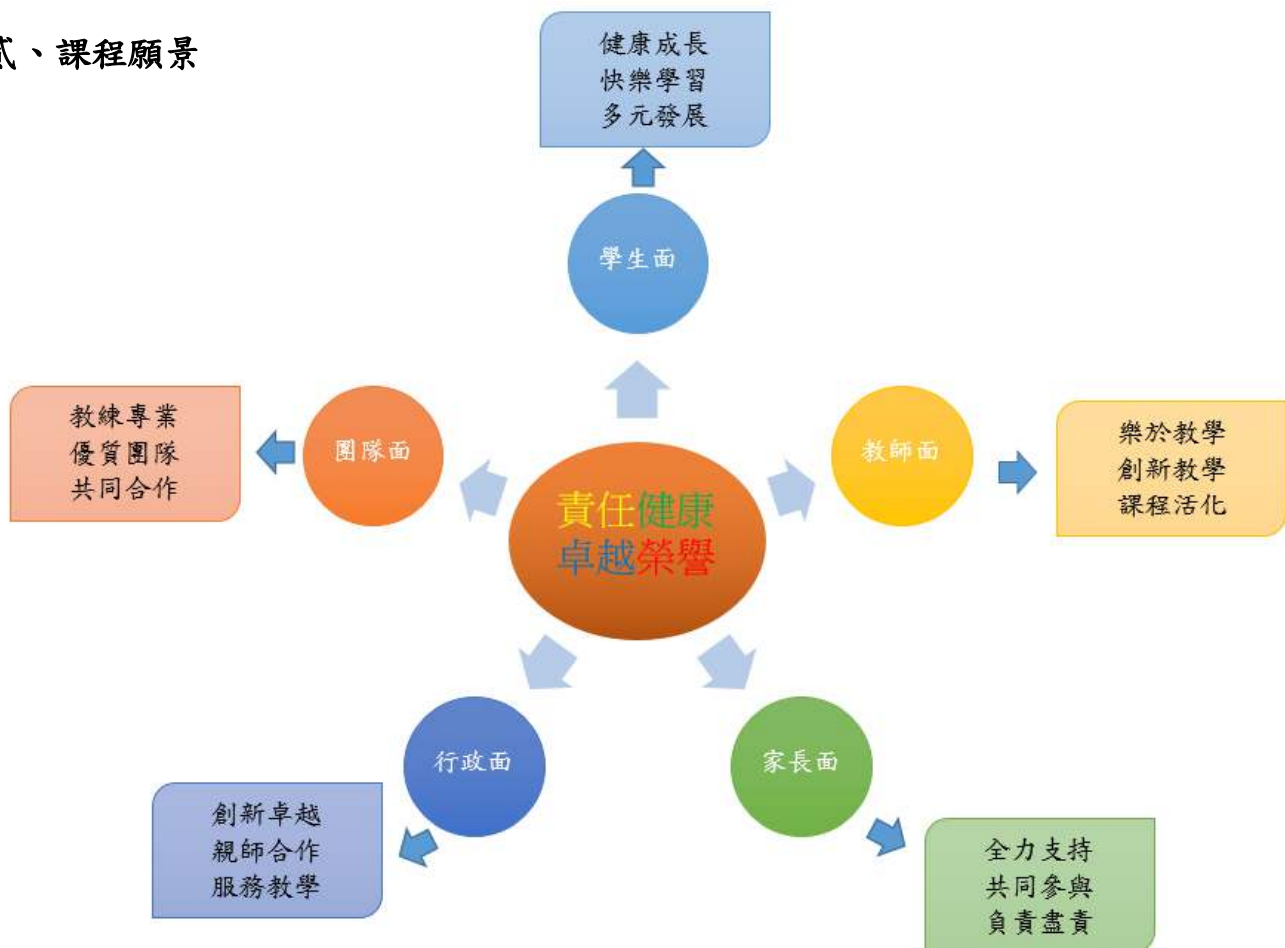 貳、課程願景
健康成長
快樂學習
多元發展
學生面
教練專業
優質團隊
共同合作
團隊面
教師面
樂於教學
創新教學
課程活化
責任健康
卓越榮譽
行政面
家長面
創新卓越
親師合作
服務教學
全力支持
共同參與
負責盡責